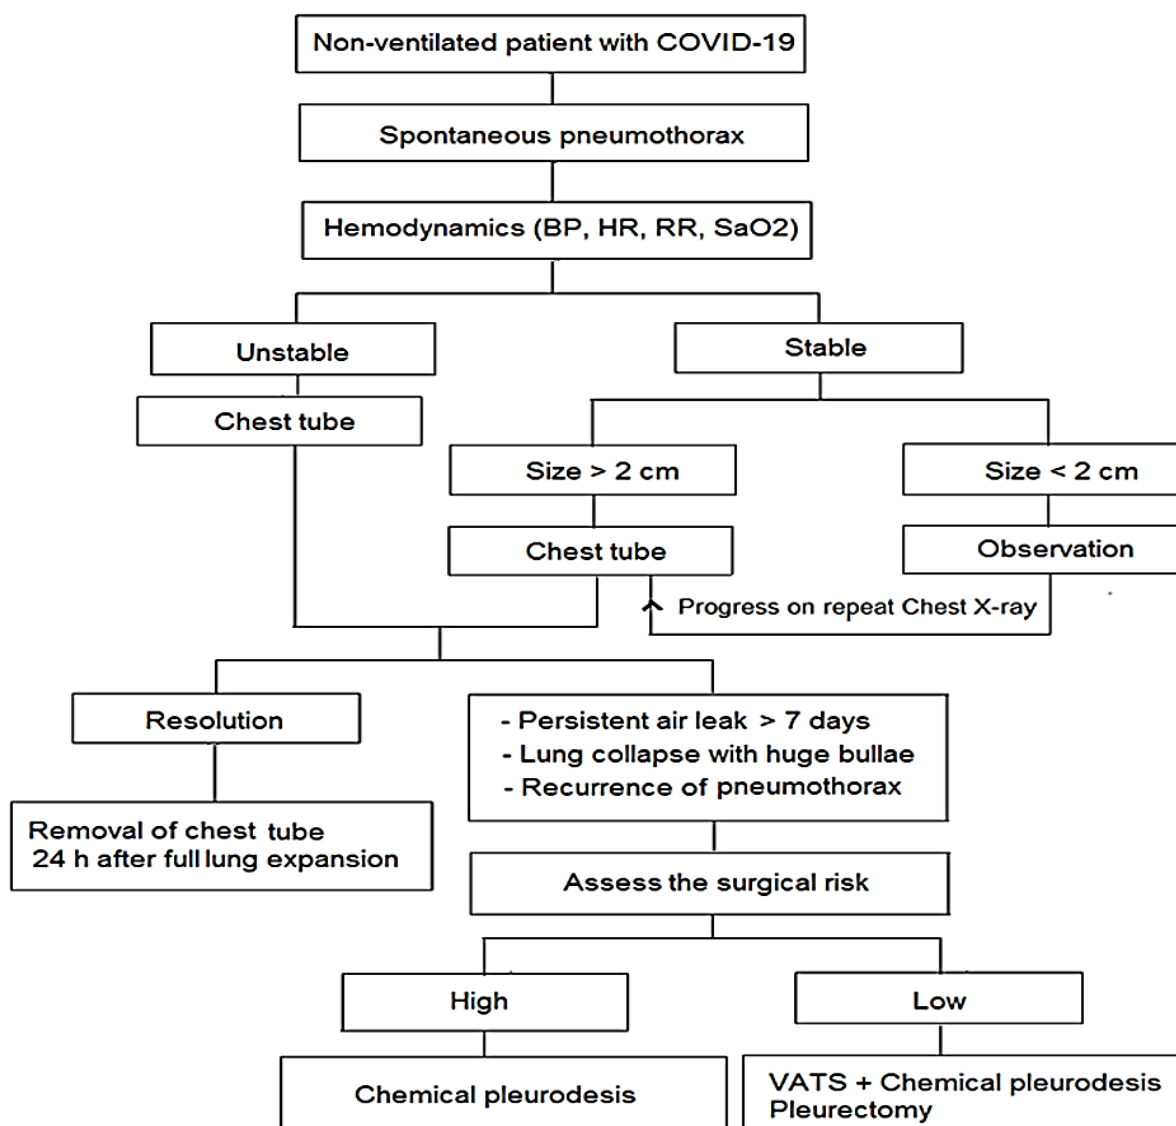 Non-ventilated patient with COVID-19
Spontaneous pneumothorax
Hemodynamics (BP, HR, RR, SaO2)
Unstable
Stable
Chest tube
Size > 2 cm
Size < 2 cm
Chest tube
Observation
Progress on repeat Chest X-ray
Resolution
- Persistent air leak > 7 days
- Lung collapse with huge bullae
- Recurrence of pneumothorax
Removal of chest tube
24 h after full lung expansion
Assess the surgical risk
High
Low
Chemical pleurodesis
VATS + Chemical pleurodesis
Pleurectomy